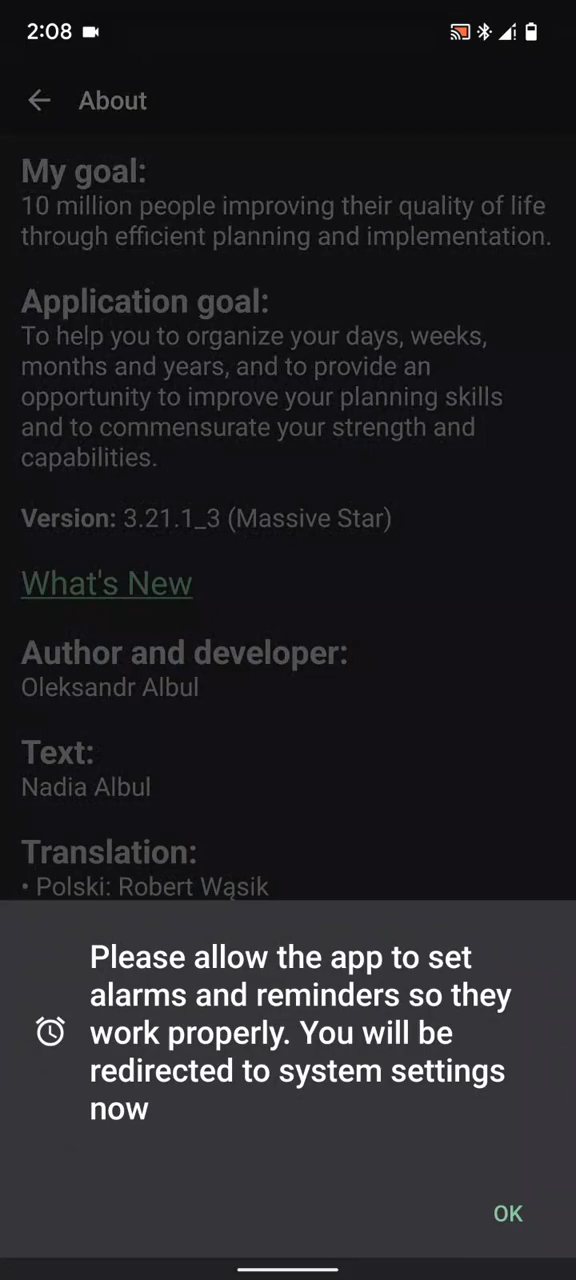 2:08
About
My goal:
10 million people improving their quality of life
through efficient planning and implementation.
Application goal:
To help you to organize your days, weeks,
months and years, and to provide an
opportunity to improve your planning skills
and to commensurate your strength and
capabilities.
Version: 3.21.1_3 (Massive Star)
What's New
Author and developer:
Oleksandr Albul
Text:
Nadia Albul
Translation:
• Polski: Robert Wąsik
Please allow the app to set
alarms and reminders so they
work properly. You will be
redirected to system settings
now
OK